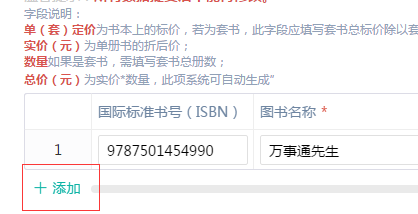 字段说明：
单（套）定价为书本上的标价，若为套书，此字段应填写套书总标价除以套书
实价（元）为单册书的折后价；
数量如果是套书，需填写套书总册数；
总价（元）为实价*数量，此项系统可自动生成“
国际标准书号（ISBN） 图书名称 *
1 9787501454990 万事通先生
＋ 添加